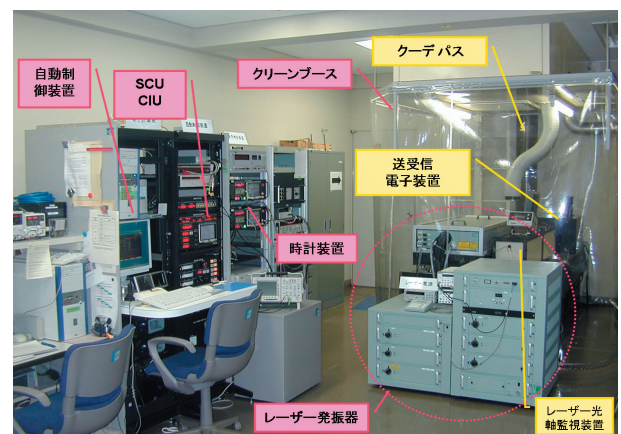 自動制
御装置
SCU
CIU
クリーンブース
クーデ パス
送受信
電子装置
時計装置
レーザー発振器
レーザー光
軸監視装置